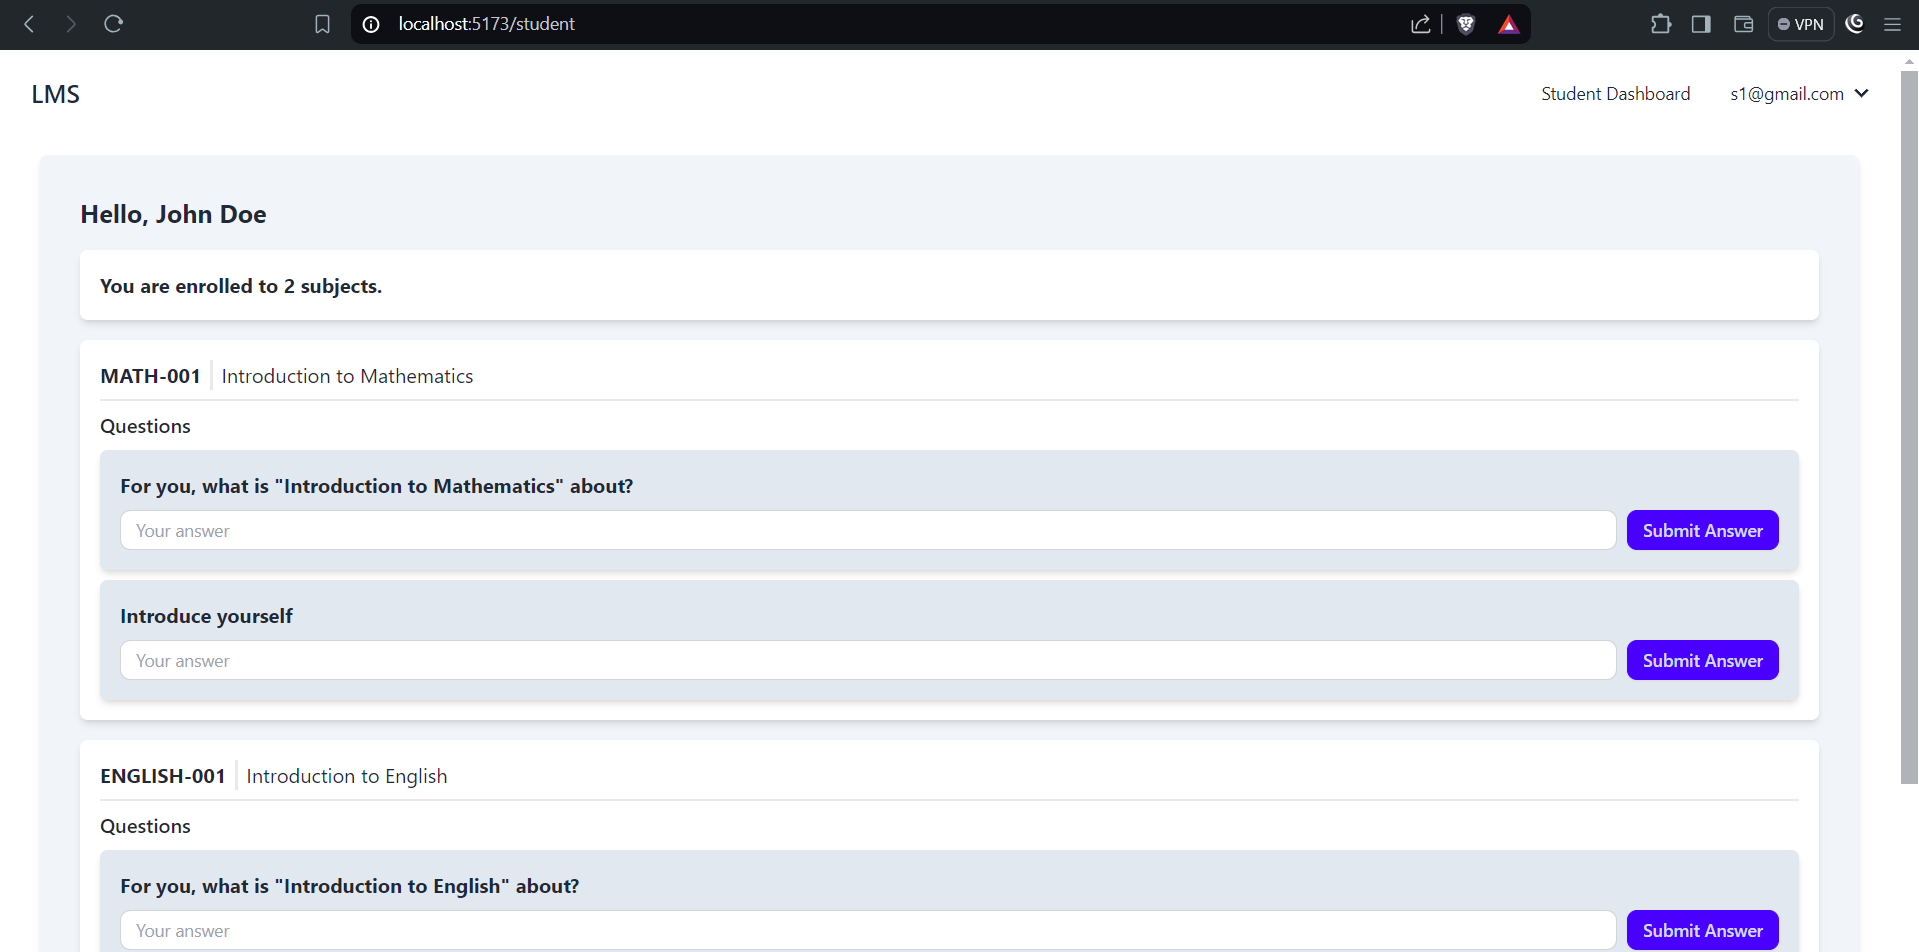 localhost:5173/student
VPN
LMS
Student Dashboard
s1@gmail.com
Hello, John Doe
You are enrolled to 2 subjects.
MATH-001
Introduction to Mathematics
Questions
For you, what is "Introduction to Mathematics" about?
Your answer
Submit Answer
Introduce yourself
Your answer
Submit Answer
ENGLISH-001
Introduction to English
Questions
For you, what is "Introduction to English" about?
Your answer
Submit Answer